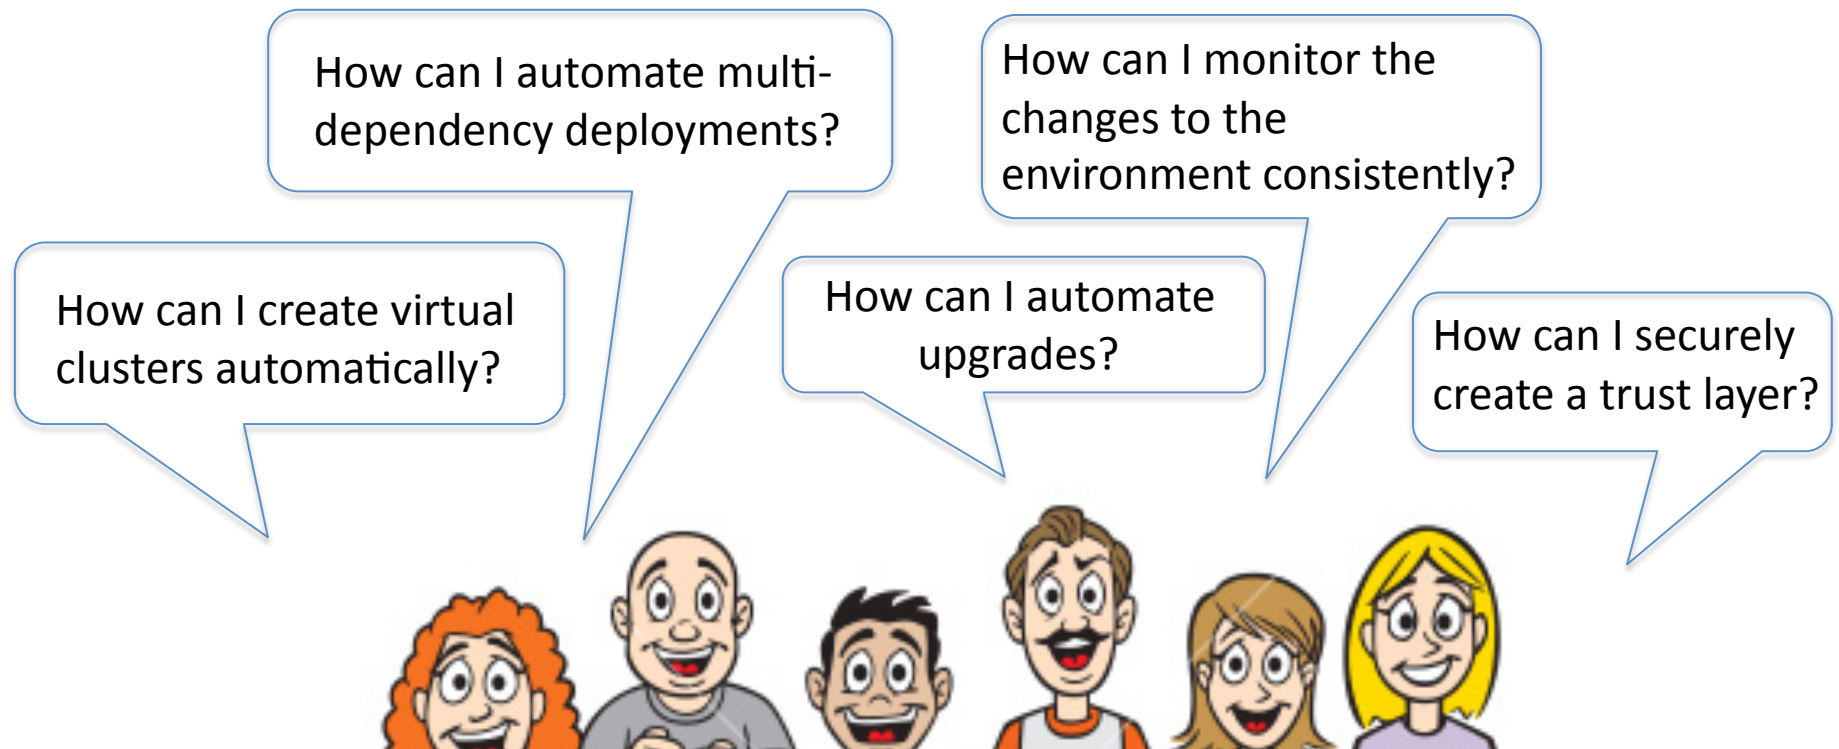 How can I automate multi-
dependency deployments?
How can I monitor the
changes to the
environment consistently?
How can I create virtual
clusters automatically?
How can I automate
upgrades?
How can I securely
create a trust layer?